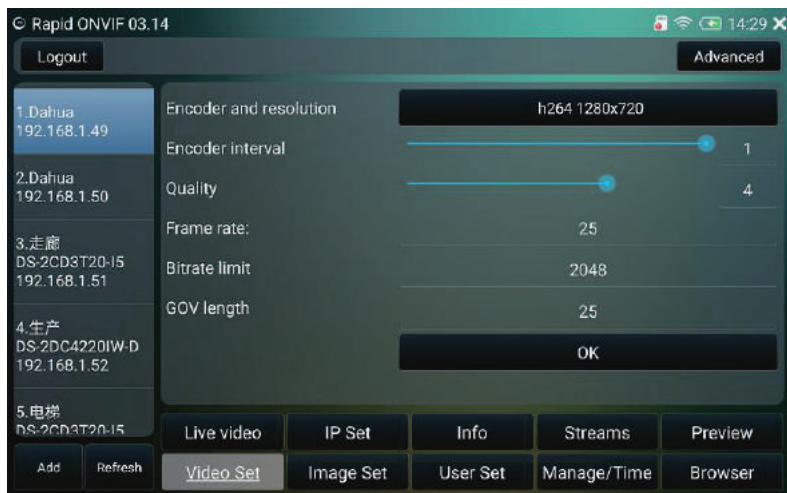 Rapid ONVIF 03.14
14:29
Logout
Advanced
1.Dahua
192.168.1.49
2.Dahua
192.168.1.50
3.走廊
DS-2CD3T20-I5
192.168.1.51
4.生产
DS-2DC4220IW-D
192.168.1.52
5.电梯
DS-2CD3T20-I5
Add
Refresh
Encoder and resolution
h264 1280x720
Encoder interval
1
Quality
4
Frame rate:
25
Bitrate limit
2048
GOV length
25
OK
Live video
IP Set
Info
Streams
Preview
Video Set
Image Set
User Set
Manage/Time
Browser